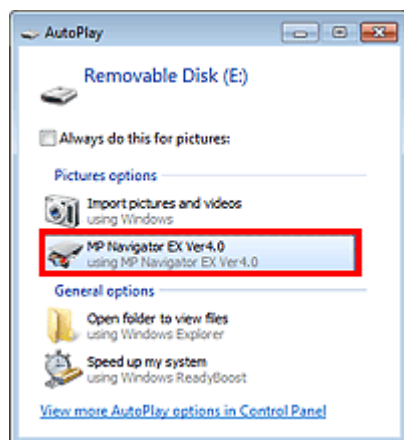 AutoPlay
Removable Disk (E:)
Always do this for pictures:
Pictures options
Import pictures and videos
using Windows
MP Navigator EX Ver4.0
using MP Navigator EX Ver4.0
General options
Open folder to view files
using Windows Explorer
Speed up my system
using Windows ReadyBoost
View more AutoPlay options in Control Panel